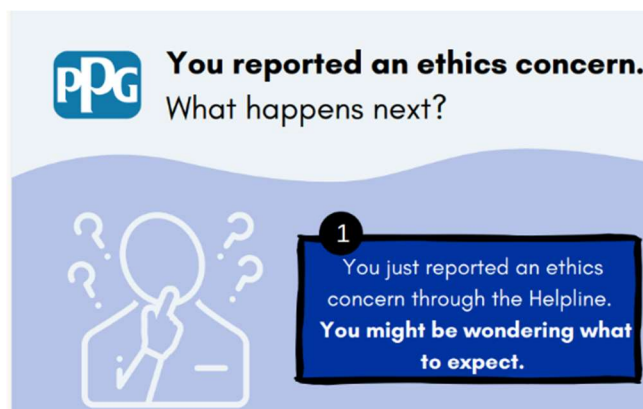 PPG
You reported an ethics concern.
What happens next?
1
You just reported an ethics
concern through the Helpline.
You might be wondering what
to expect.